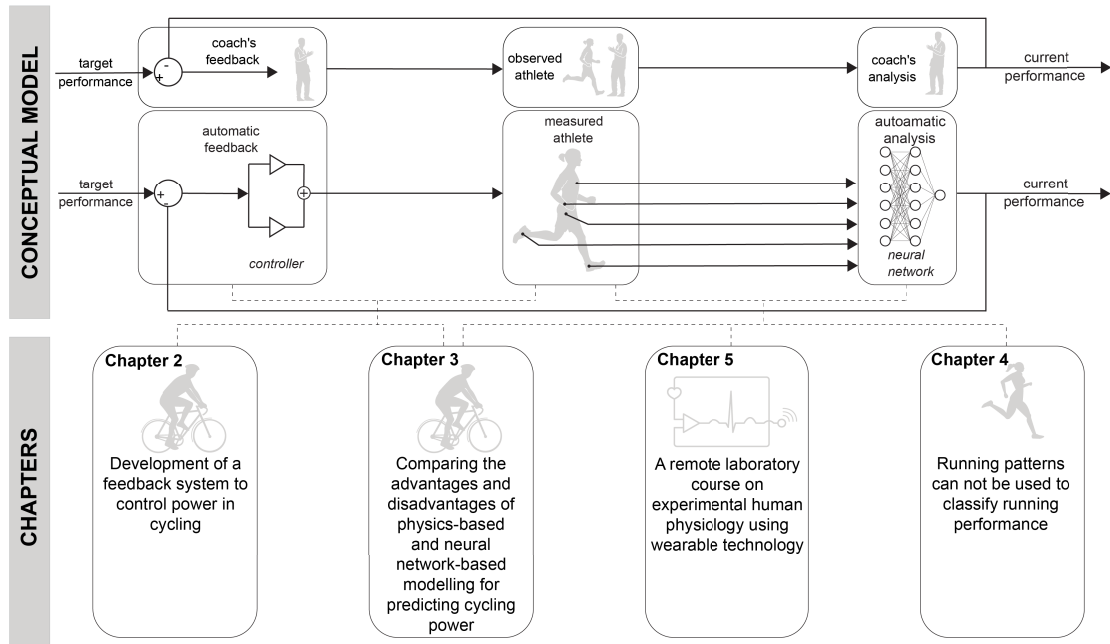 CONCEPTUAL MODEL
target
performance
+
-
coach's
feedback
observed
athlete
coach's
analysis
current
performance
target
performance
+
-
automatic
feedback
+
controller
measured
athlete
autoamatic
analysis
neural
network
current
performance
CHAPTERS
Chapter 2
Development of a
feedback system to
control power in
cycling
Chapter 3
Comparing the
advantages and
disadvantages of
physics-based
and neural
network-based
modelling for
predicting cycling
power
Chapter 5
A remote laboratory
course on
experimental human
physiology using
wearable technology
Chapter 4
Running patterns
can not be used to
classify running
performance